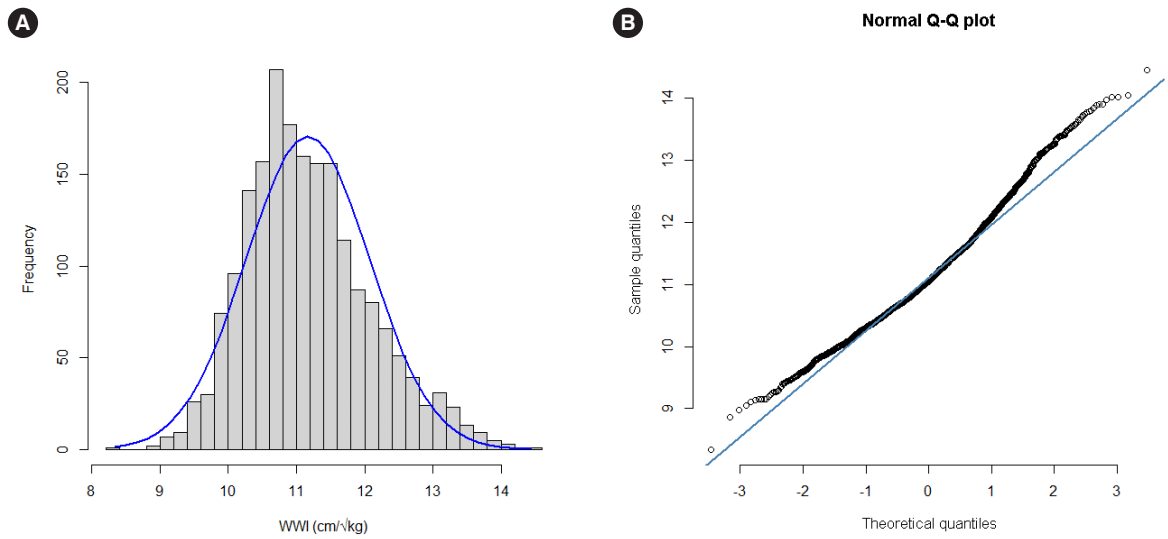 A
Frequency
0
50
100
150
200
8 9 10 11 12 13 14
WWI (cm/√kg)
B
Normal Q-Q plot
Sample quantiles
14
13
12
11
10
9
-3 -2 -1 0 1 2 3
Theoretical quantiles